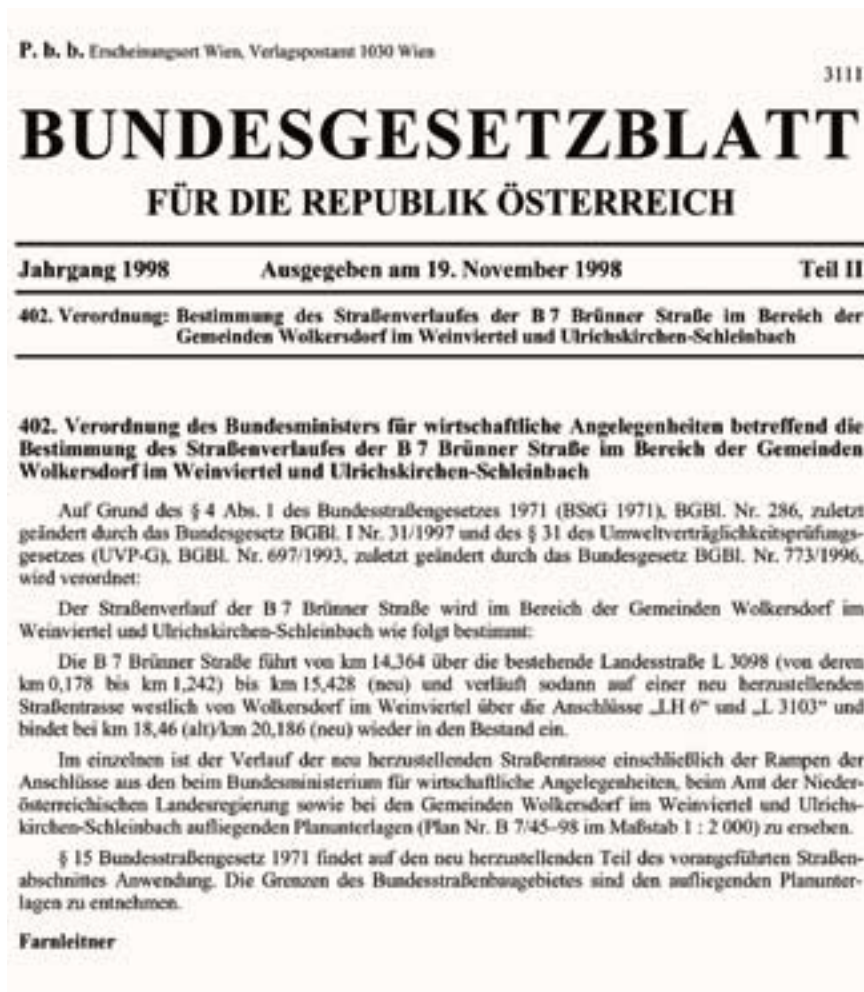 P. b. b. Erscheinungsort Wien, Verlagspostamt 1030 Wien
3111
BUNDESGESETZBLATT
FÜR DIE REPUBLIK ÖSTERREICH
Jahrgang 1998 Ausgegeben am 19. November 1998 Teil II
402. Verordnung: Bestimmung des Straßenverlaufes der B 7 Brünner Straße im Bereich der
Gemeinden Wolkersdorf im Weinviertel und Ulrichskirchen-Schleinbach
402. Verordnung des Bundesministers für wirtschaftliche Angelegenheiten betreffend die
Bestimmung des Straßenverlaufes der B 7 Brünner Straße im Bereich der Gemeinden
Wolkersdorf im Weinviertel und Ulrichskirchen-Schleinbach
Auf Grund des § 4 Abs. 1 des Bundesstraßengesetzes 1971 (BStG 1971), BGBl. Nr. 286, zuletzt
geändert durch das Bundesgesetz BGBl. I Nr. 31/1997 und des § 31 des Umweltverträglichkeitsprüfungs-
gesetzes (UVP-G), BGBl. Nr. 697/1993, zuletzt geändert durch das Bundesgesetz BGBl. Nr. 773/1996,
wird verordnet:
Der Straßenverlauf der B 7 Brünner Straße wird im Bereich der Gemeinden Wolkersdorf im
Weinviertel und Ulrichskirchen-Schleinbach wie folgt bestimmt:
Die B 7 Brünner Straße führt von km 14,364 über die bestehende Landesstraße L 3098 (von deren
km 0,178 bis km 1,242) bis km 15,428 (neu) und verläuft sodann auf einer neu herzustellenden
Straßentrasse westlich von Wolkersdorf im Weinviertel über die Anschlüsse „LH 6“ und „L 3103“ und
bindet bei km 18,46 (alt)/km 20,186 (neu) wieder in den Bestand ein.
Im einzelnen ist der Verlauf der neu herzustellenden Straßentrasse einschließlich der Rampen der
Anschlüsse aus den beim Bundesministerium für wirtschaftliche Angelegenheiten, beim Amt der Nieder-
österreichischen Landesregierung sowie bei den Gemeinden Wolkersdorf im Weinviertel und Ulrichs-
kirchen-Schleinbach aufliegenden Planunterlagen (Plan Nr. B 7/45–98 im Maßstab 1 : 2 000) zu ersehen.
§ 15 Bundesstraßengesetz 1971 findet auf den neu herzustellenden Teil des vorangeführten Straßen-
abschnittes Anwendung. Die Grenzen des Bundesstraßenbaugebietes sind den aufliegenden Planunter-
lagen zu entnehmen.
Farnleitner